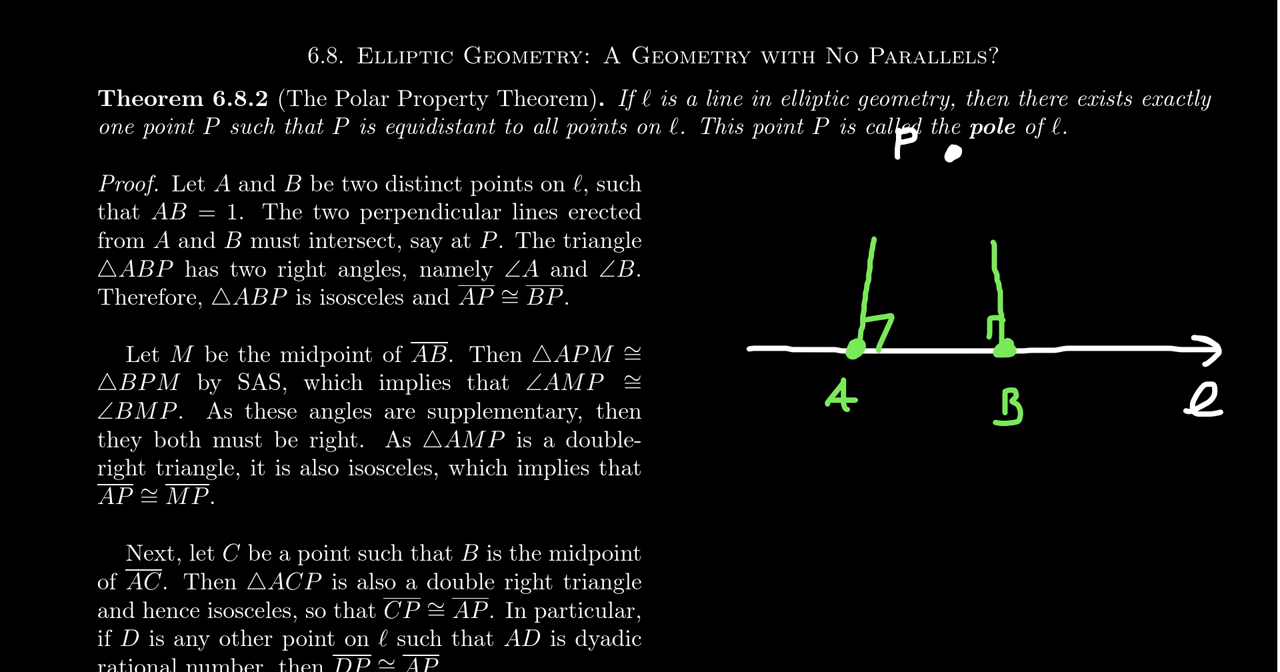 6.8. Elliptic Geometry: A Geometry with No Parallels?
Theorem 6.8.2 (The Polar Property Theorem). If ℓ is a line in elliptic geometry, then there exists exactly
one point P such that P is equidistant to all points on ℓ. This point P is called the pole of ℓ.
P
Proof. Let A and B be two distinct points on ℓ, such
that AB = 1. The two perpendicular lines erected
from A and B must intersect, say at P. The triangle
△ABP has two right angles, namely ∠A and ∠B.
Therefore, △ABP is isosceles and A̅P̅ ≅ B̅P̅.
Let M be the midpoint of A̅B̅. Then △APM ≅
△BPM by SAS, which implies that ∠AMP ≅
∠BMP. As these angles are supplementary, then
they both must be right. As △AMP is a double-
right triangle, it is also isosceles, which implies that
A̅P̅ ≅ M̅P̅.
Next, let C be a point such that B is the midpoint
of A̅C̅. Then △ACP is also a double right triangle
and hence isosceles, so that C̅P̅ ≅ A̅P̅. In particular,
if D is any other point on ℓ such that AD is dyadic
rational number, then D̅P̅ ≅ A̅P̅
A
B
ℓ